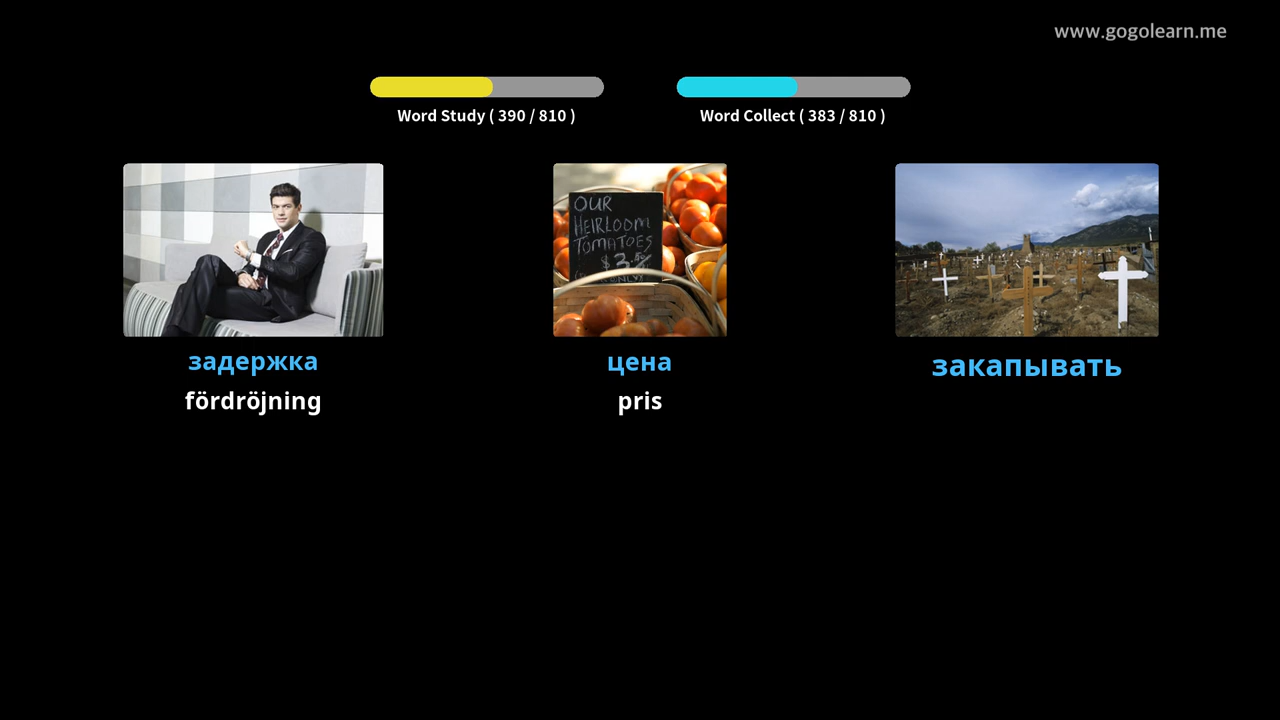 www.gogolearn.me
Word Study ( 390 / 810 )
Word Collect ( 383 / 810 )
OUR
HEIRLOOM
TOMATOES
задержка
цена
закапывать
fördröjning
pris